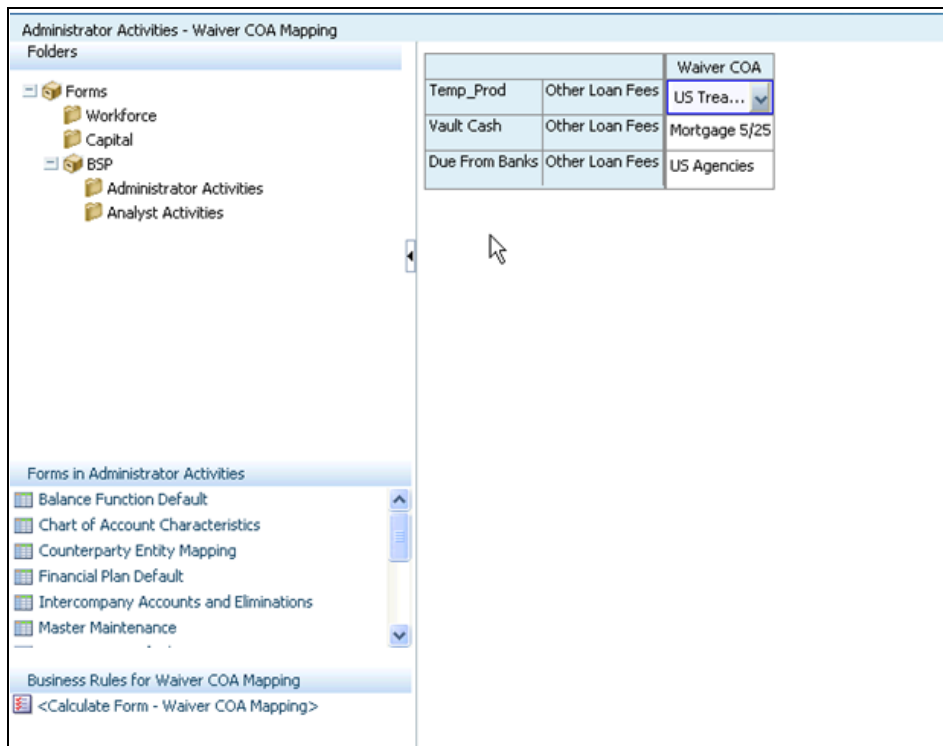 Administrator Activities - Waiver COA Mapping
Folders
Forms
Workforce
Capital
BSP
Administrator Activities
Analyst Activities
Waiver COA
Temp_Prod Other Loan Fees US Trea...
Vault Cash Other Loan Fees Mortgage 5/25
Due From Banks Other Loan Fees US Agencies
Forms in Administrator Activities
Balance Function Default
Chart of Account Characteristics
Counterparty Entity Mapping
Financial Plan Default
Intercompany Accounts and Eliminations
Master Maintenance
Business Rules for Waiver COA Mapping
<Calculate Form - Waiver COA Mapping>